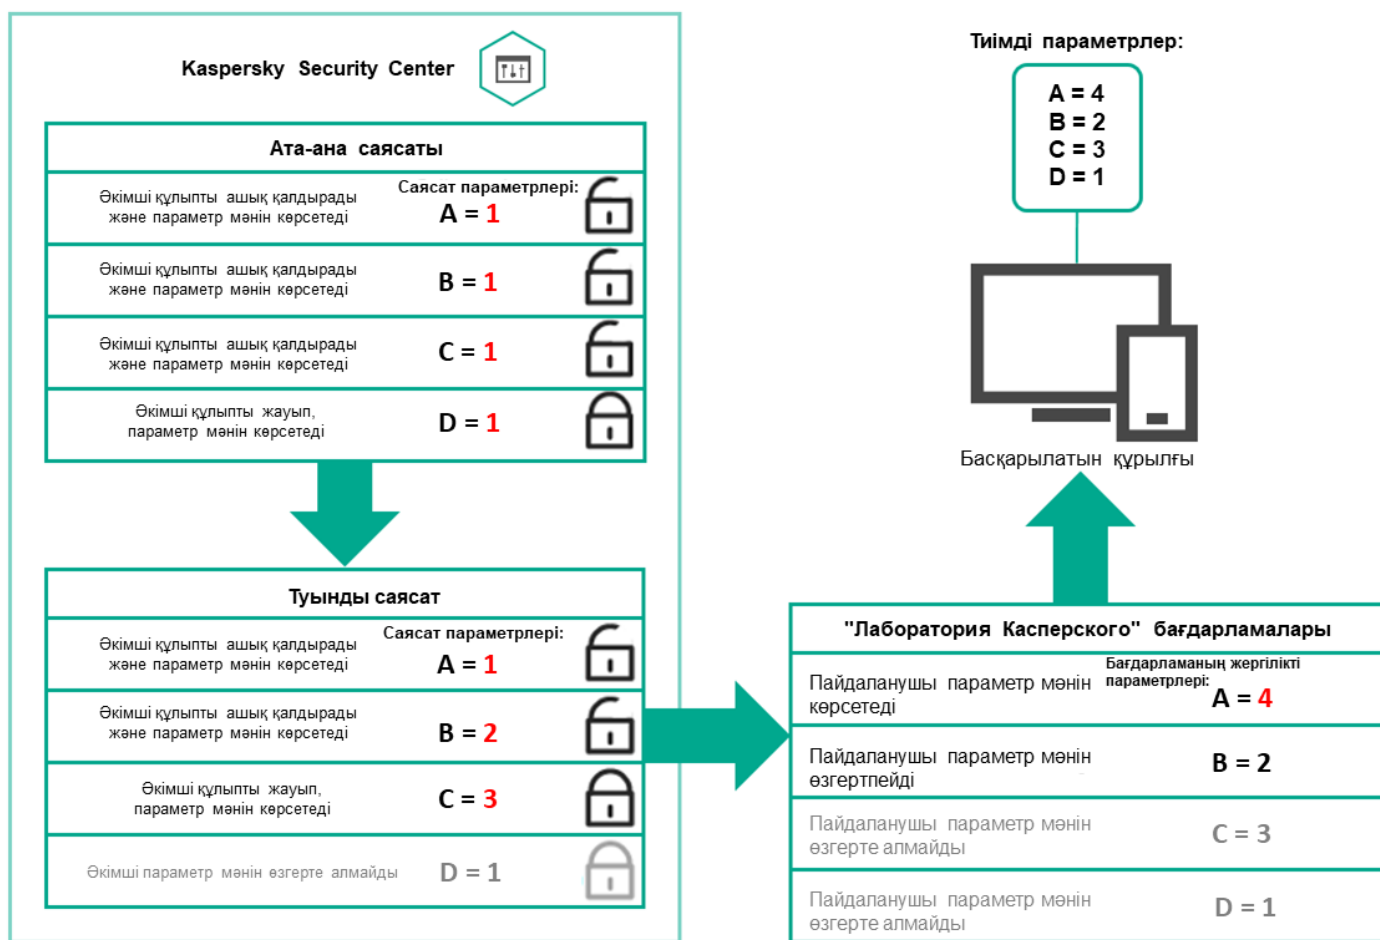 Kaspersky Security Center
Ата-ана саясаты
Әкімші құлыпты ашық қалдырады
және параметр мәнін көрсетеді
Саясат параметрлері:
A = 1
Әкімші құлыпты ашық қалдырады
және параметр мәнін көрсетеді
B = 1
Әкімші құлыпты ашық қалдырады
және параметр мәнін көрсетеді
C = 1
Әкімші құлыпты жауып,
параметр мәнін көрсетеді
D = 1
Туынды саясат
Әкімші құлыпты ашық қалдырады
және параметр мәнін көрсетеді
Саясат параметрлері:
A = 1
Әкімші құлыпты ашық қалдырады
және параметр мәнін көрсетеді
B = 2
Әкімші құлыпты жауып,
параметр мәнін көрсетеді
C = 3
Әкімші параметр мәнін өзгерте алмайды
D = 1
Тиімді параметрлер:
A = 4
B = 2
C = 3
D = 1
Басқарылатын құрылғы
"Лаборатория Касперского" бағдарламалары
Пайдаланушы параметр мәнін
көрсетеді
Бағдарламаның жергілікті
параметрлері:
A = 4
Пайдаланушы параметр мәнін
өзгертпейді
B = 2
Пайдаланушы параметр мәнін
өзгерте алмайды
C = 3
Пайдаланушы параметр мәнін
өзгерте алмайды
D = 1